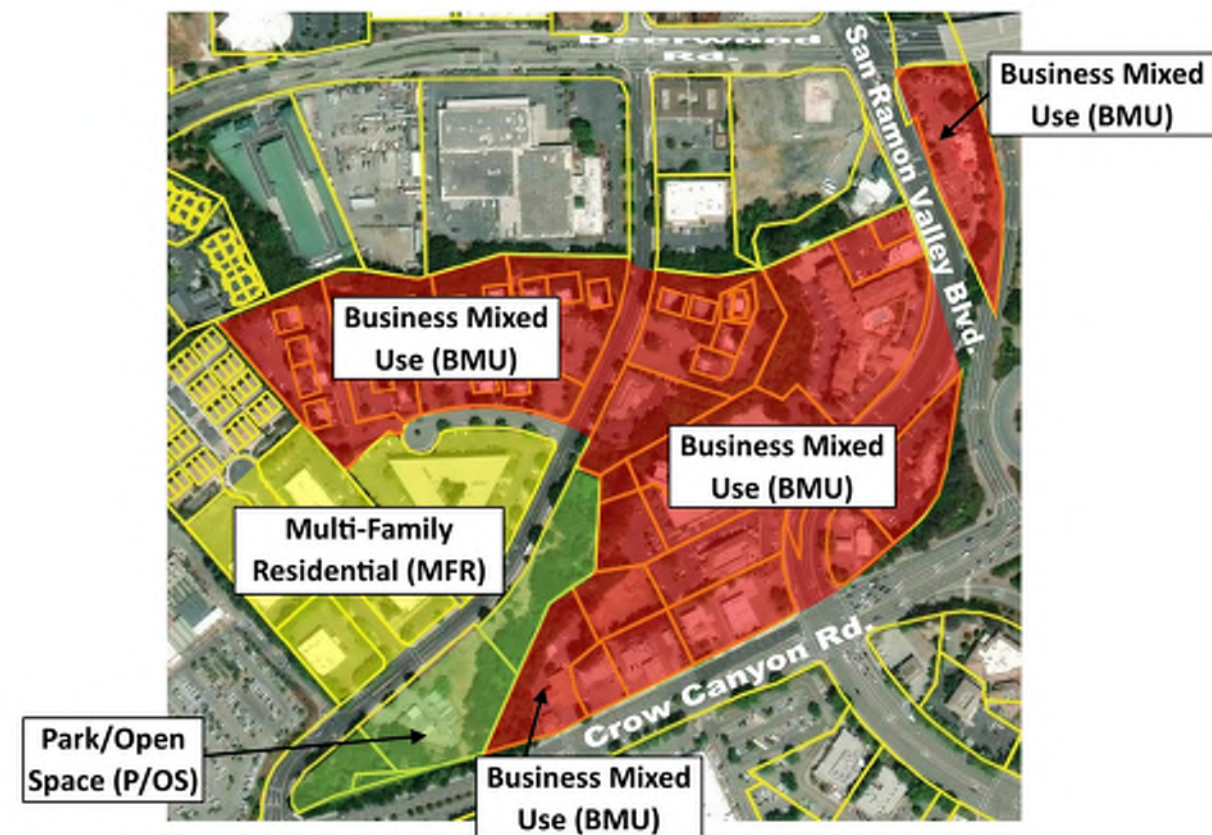 Deerwood
Rd.
San Ramon Valley Blvd.
Business Mixed
Use (BMU)
Business Mixed
Use (BMU)
Business Mixed
Use (BMU)
Multi-Family
Residential (MFR)
Crow Canyon Rd.
Park/Open
Space (P/OS)
Business Mixed
Use (BMU)